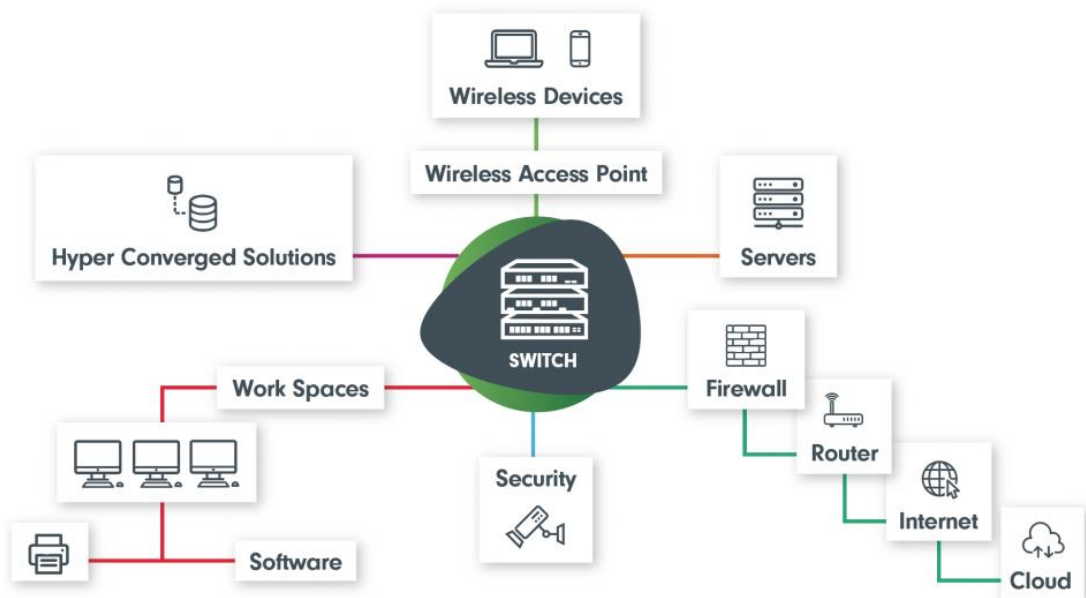 Wireless Devices
Wireless Access Point
Hyper Converged Solutions
Servers
SWITCH
Work Spaces
Firewall
Router
Security
Internet
Software
Cloud